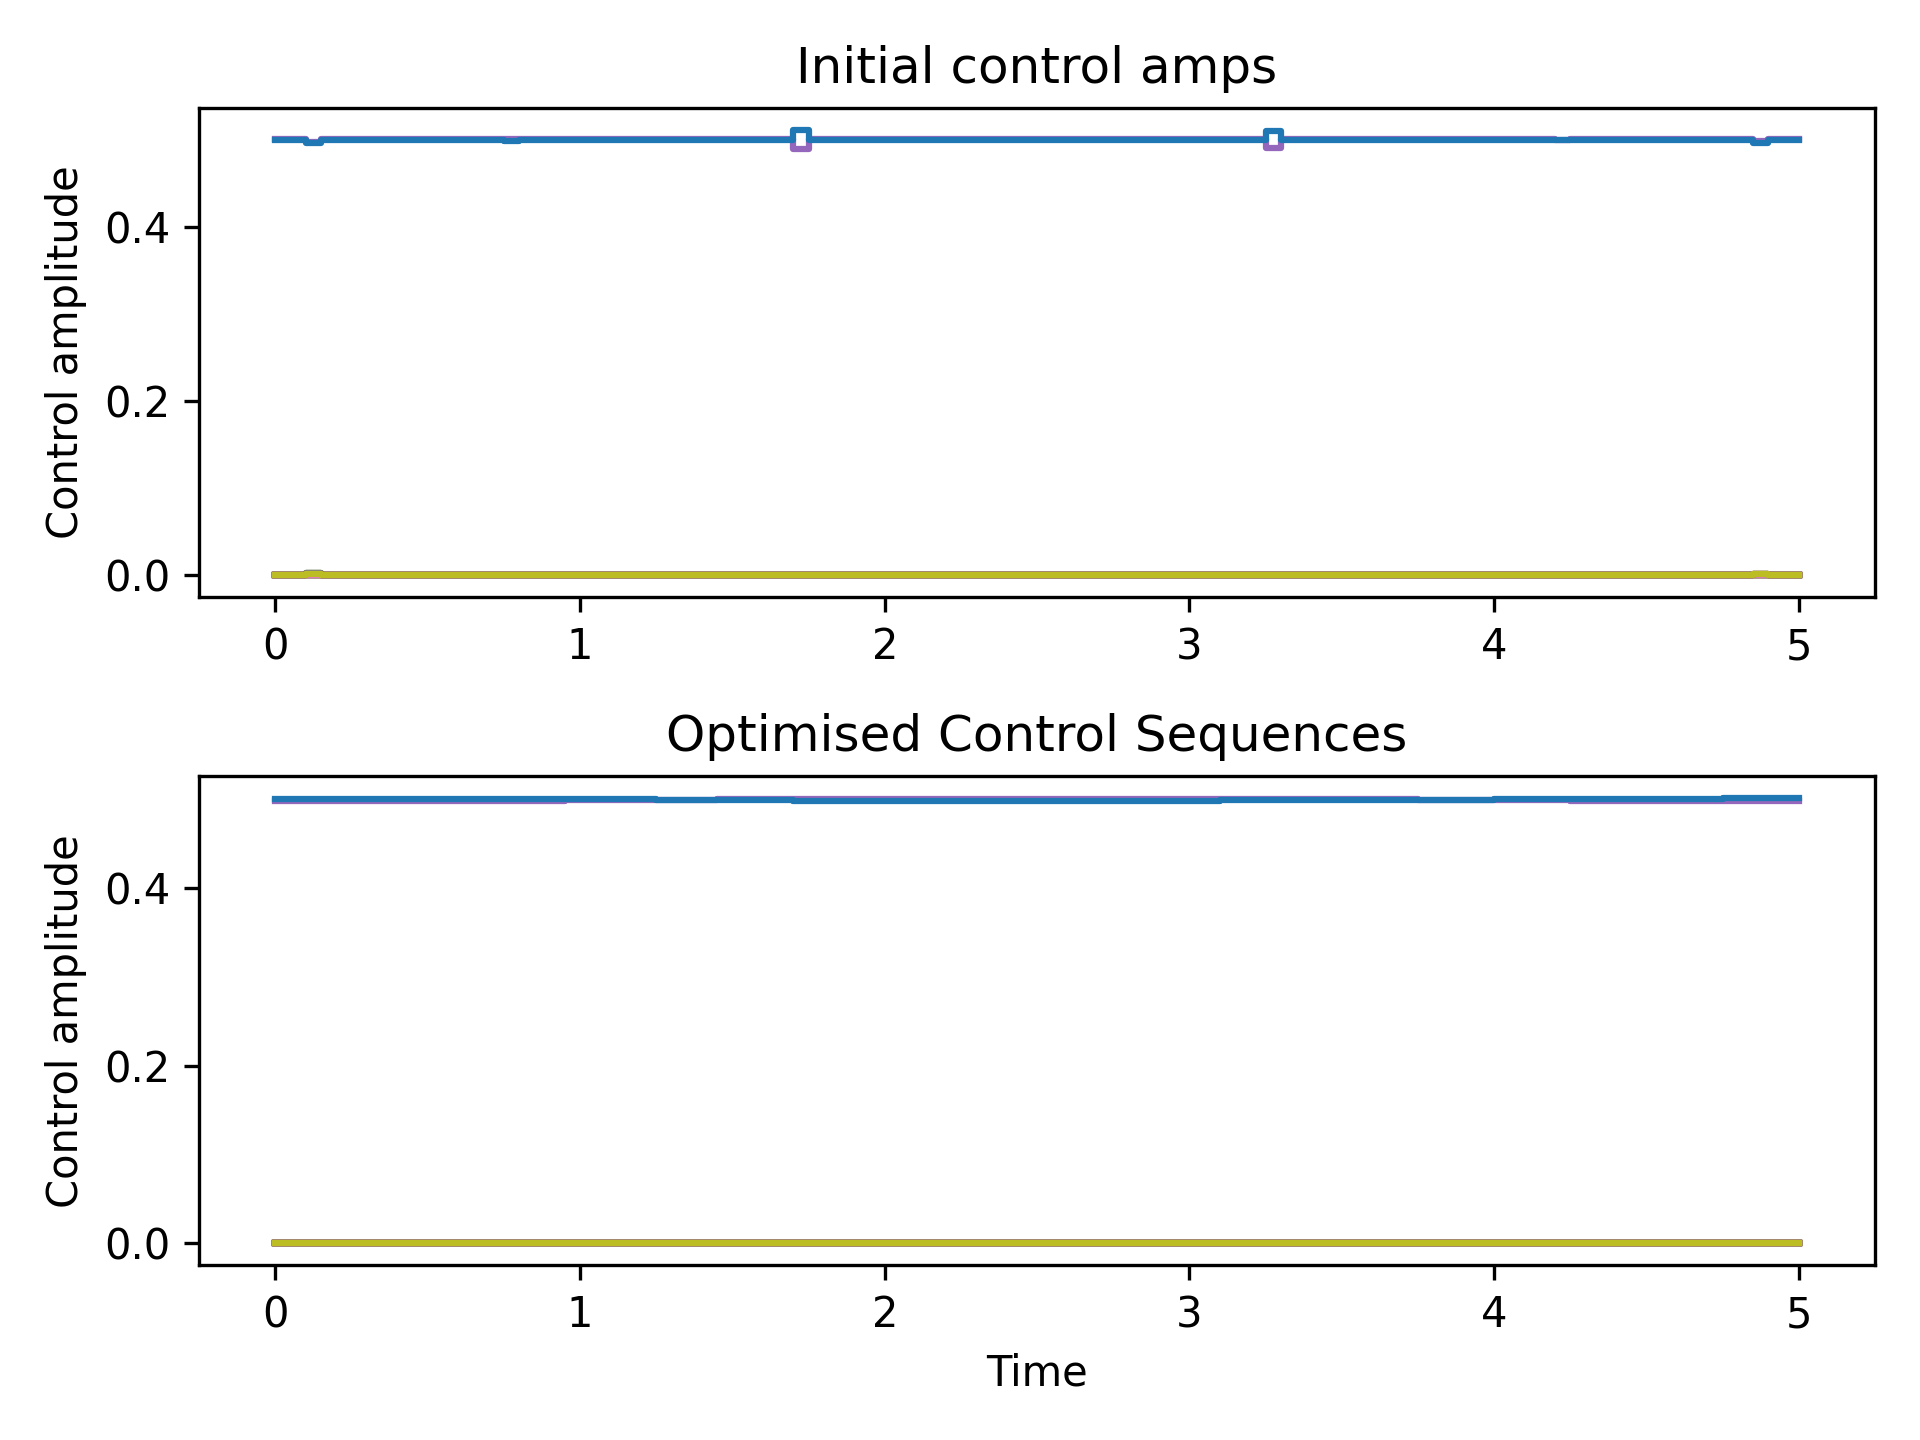 Initial control amps
Control amplitude
0.4
0.2
0.0
0 1 2 3 4 5
Optimised Control Sequences
Control amplitude
0.4
0.2
0.0
0 1 2 3 4 5
Time